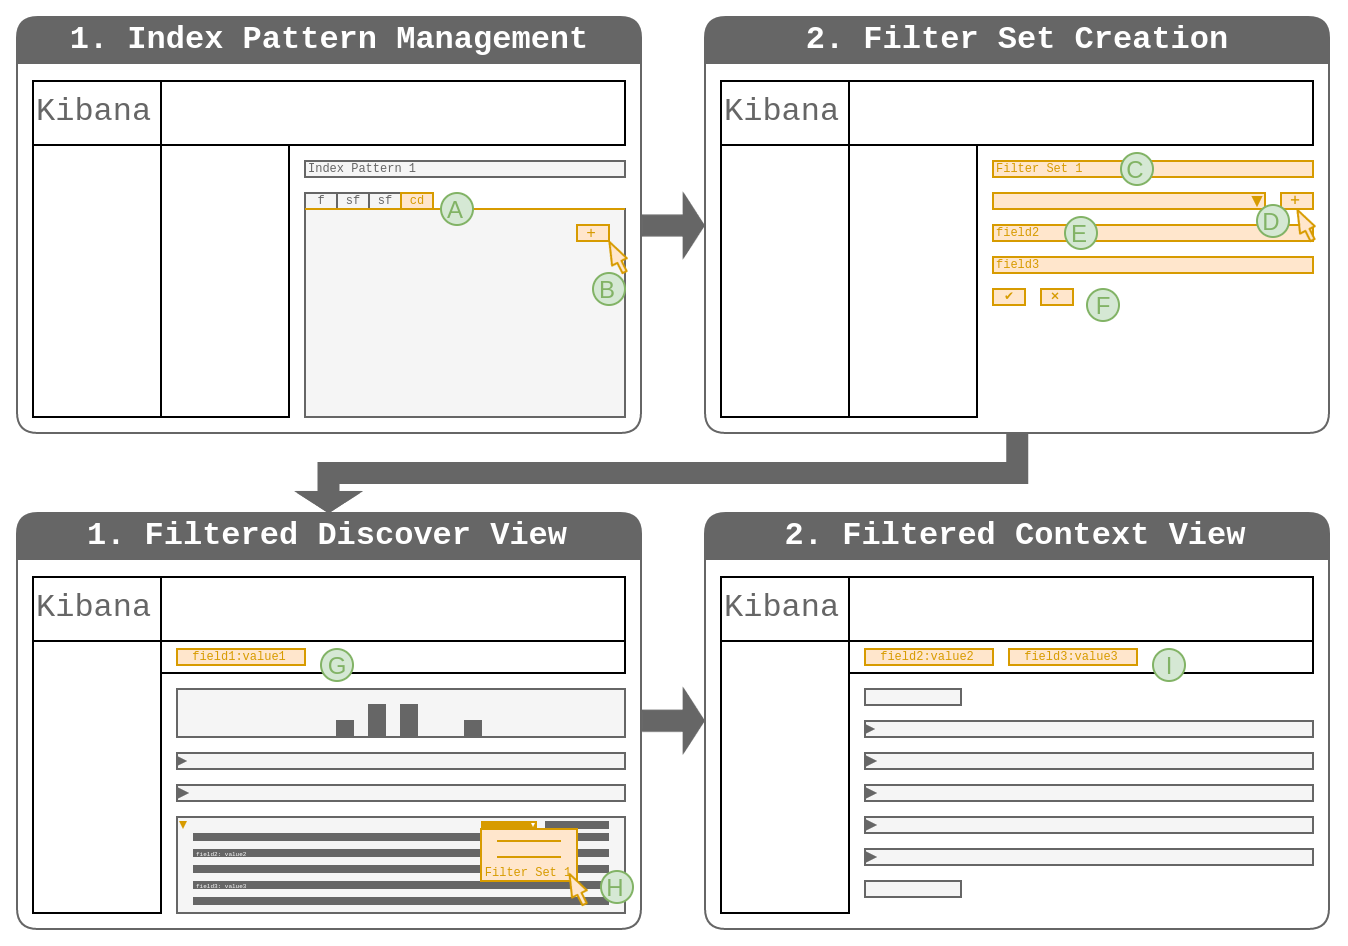 1. Index Pattern Management
Kibana
Index Pattern 1
f sf sf cd
A
+
B
2. Filter Set Creation
Kibana
Filter Set 1
C
▼ +
D
field2
E
field3
✔ ×
F
1. Filtered Discover View
Kibana
field1:value1
G
field2: value2
field3: value3
Filter Set 1
H
2. Filtered Context View
Kibana
field2:value2 field3:value3
I